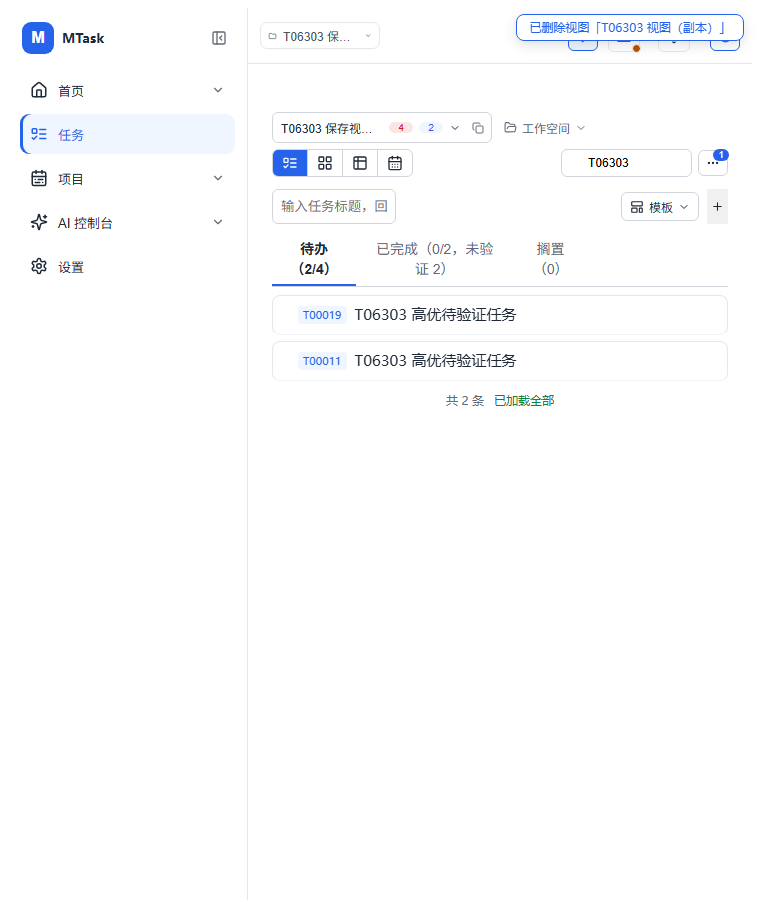 M MTask
首页
任务
项目
AI 控制台
设置
T06303 保...
已删除视图「T06303 视图（副本）」
T06303 保存视... 4 2
工作空间
T06303
1
输入任务标题，回
模板
待办
（2/4）
已完成（0/2，未验
证 2）
搁置
（0）
T00019 T06303 高优待验证任务
T00011 T06303 高优待验证任务
共 2 条 已加载全部